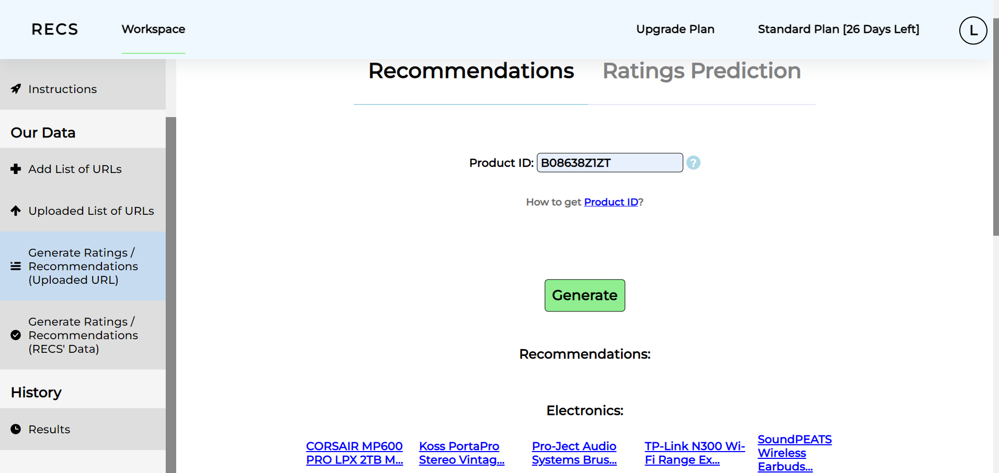 RECS
Workspace
Upgrade Plan
Standard Plan [26 Days Left]
L
Instructions
Our Data
Add List of URLs
Uploaded List of URLs
Generate Ratings /
Recommendations
(Uploaded URL)
Generate Ratings /
Recommendations
(RECS' Data)
History
Results
Recommendations
Ratings Prediction
Product ID: B08638Z1ZT ?
How to get Product ID?
Generate
Recommendations:
Electronics:
CORSAIR MP600
PRO LPX 2TB M...
Koss PortaPro
Stereo Vintag...
Pro-Ject Audio
Systems Brus...
TP-Link N300 Wi-
Fi Range Ex...
SoundPEATS
Wireless
Earbuds...